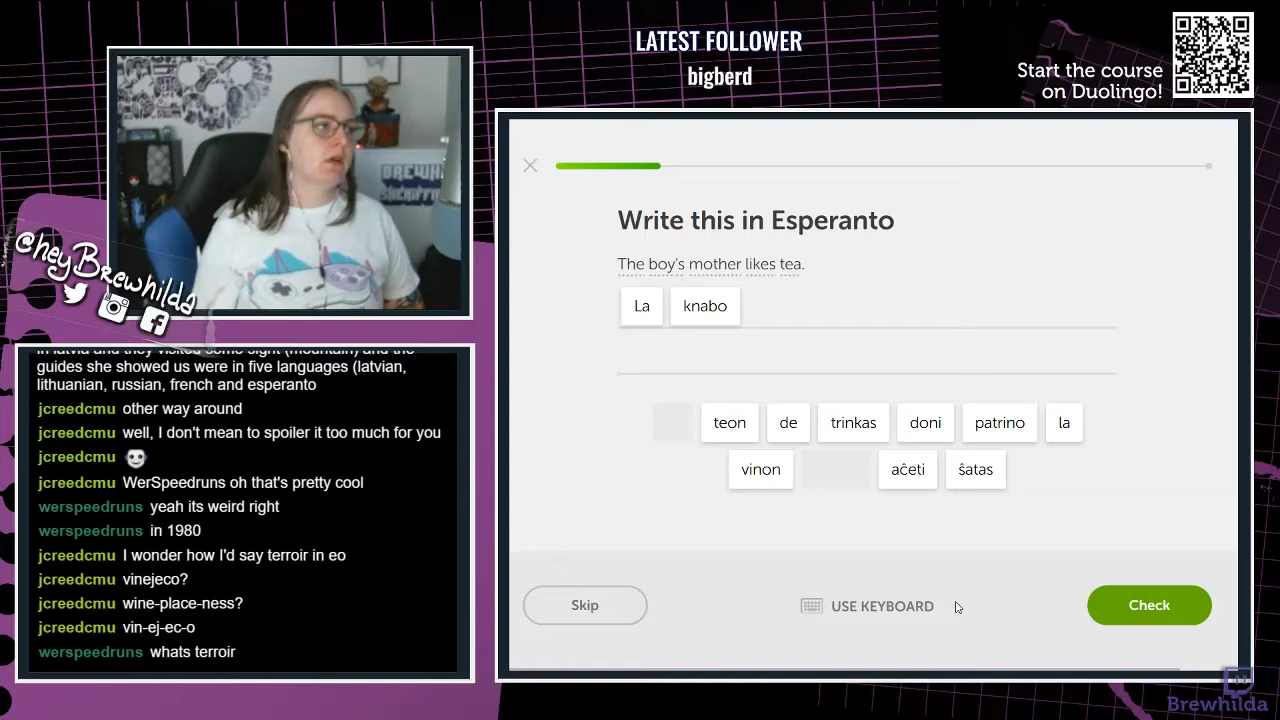 LATEST FOLLOWER
bigberd
Start the course
on Duolingo!
@heyBrewhilda
Write this in Esperanto
The boy's mother likes tea.
La knabo
teon de trinkas doni patrino la
vinon aĉeti ŝatas
Skip
USE KEYBOARD
Check
in latvia and they visited some sight (mountain) and the
guides she showed us were in five languages (latvian,
lithuanian, russian, french and esperanto
jcreedcmu other way around
jcreedcmu well, I don't mean to spoiler it too much for you
jcreedcmu
jcreedcmu WerSpeedruns oh that's pretty cool
werspeedruns yeah its weird right
werspeedruns in 1980
jcreedcmu I wonder how I'd say terroir in eo
jcreedcmu vinejeco?
jcreedcmu wine-place-ness?
jcreedcmu vin-ej-ec-o
werspeedruns whats terroir
Brewhilda